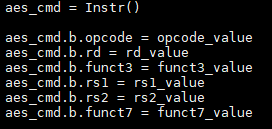 aes_cmd = Instr()
aes_cmd.b.opcode = opcode_value
aes_cmd.b.rd = rd_value
aes_cmd.b.funct3 = funct3_value
aes_cmd.b.rs1 = rs1_value
aes_cmd.b.rs2 = rs2_value
aes_cmd.b.funct7 = funct7_value